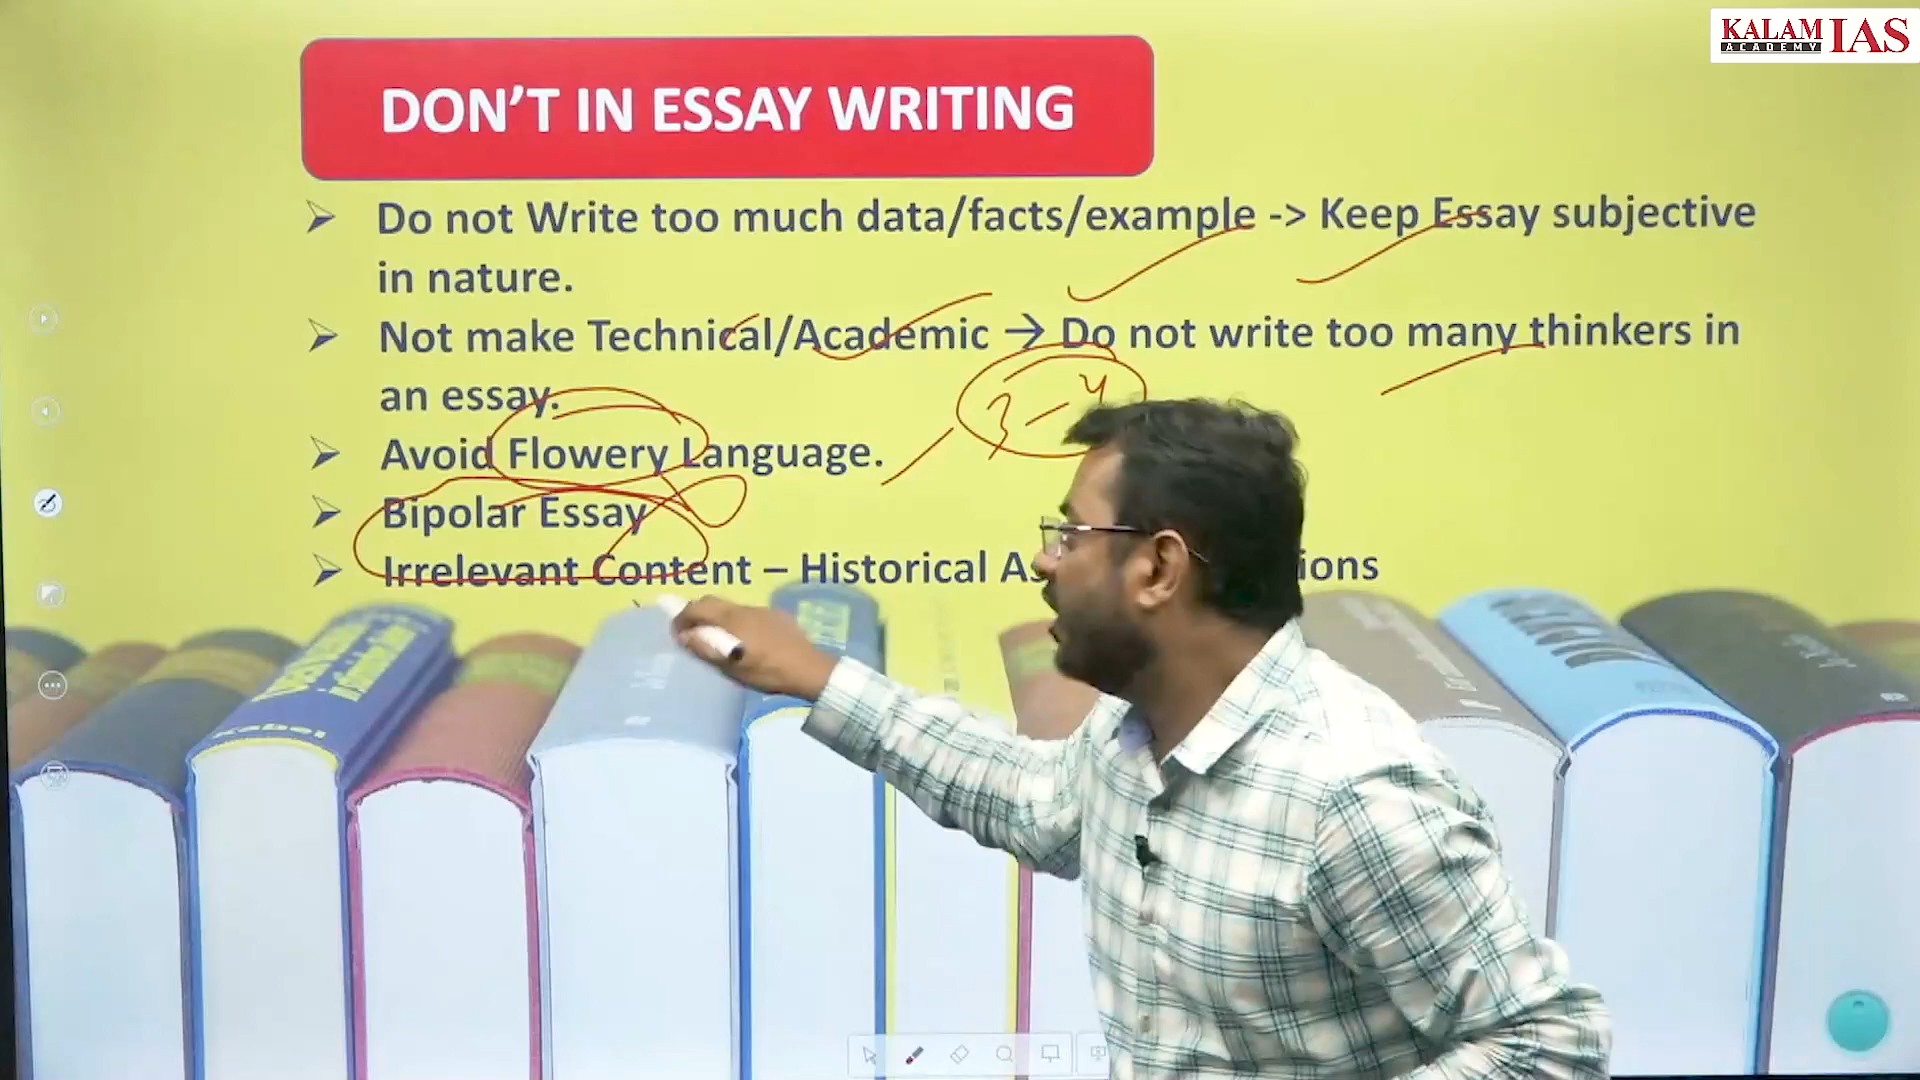 KALAM IAS
ACADEMY
DON'T IN ESSAY WRITING
➢ Do not Write too much data/facts/example -> Keep Essay subjective
in nature.
➢ Not make Technical/Academic → Do not write too many thinkers in
an essay.
3-4
➢ Avoid Flowery Language.
➢ Bipolar Essay
➢ Irrelevant Content – Historical As ions
Kabel